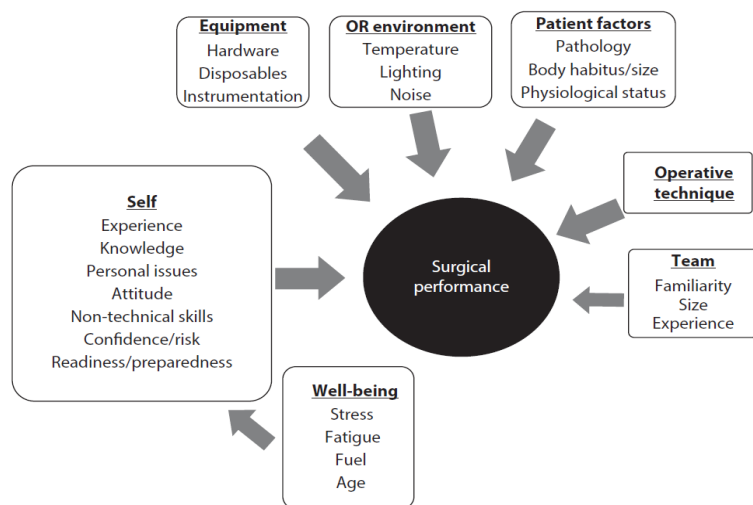 Equipment
Hardware
Disposables
Instrumentation
OR environment
Temperature
Lighting
Noise
Patient factors
Pathology
Body habitus/size
Physiological status
Self
Experience
Knowledge
Personal issues
Attitude
Non-technical skills
Confidence/risk
Readiness/preparedness
Surgical
performance
Operative
technique
Team
Familiarity
Size
Experience
Well-being
Stress
Fatigue
Fuel
Age